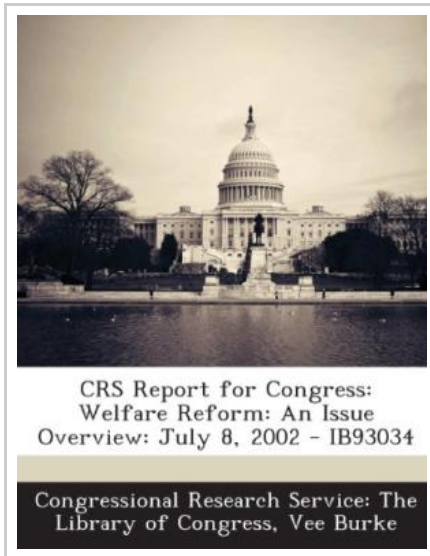 CRS Report for Congress:
Welfare Reform: An Issue
Overview: July 8, 2002 - IB93034
Congressional Research Service: The
Library of Congress, Vee Burke